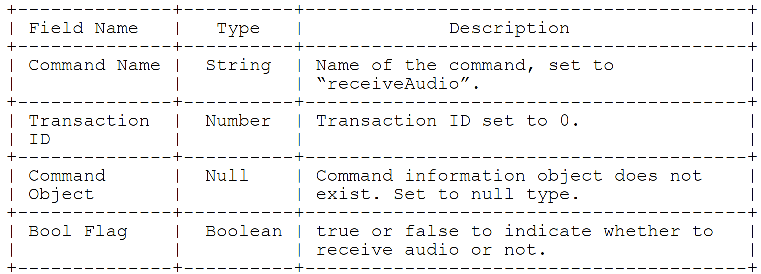 +--------------+----------+----------------------------------------+
| Field Name | Type | Description |
+--------------+----------+----------------------------------------+
| Command Name | String | Name of the command, set to |
| | | “receiveAudio”. |
+--------------+----------+----------------------------------------+
| Transaction | Number | Transaction ID set to 0. |
| ID | | |
+--------------+----------+----------------------------------------+
| Command | Null | Command information object does not |
| Object | | exist. Set to null type. |
+--------------+----------+----------------------------------------+
| Bool Flag | Boolean | true or false to indicate whether to |
| | | receive audio or not. |
+--------------+----------+----------------------------------------+